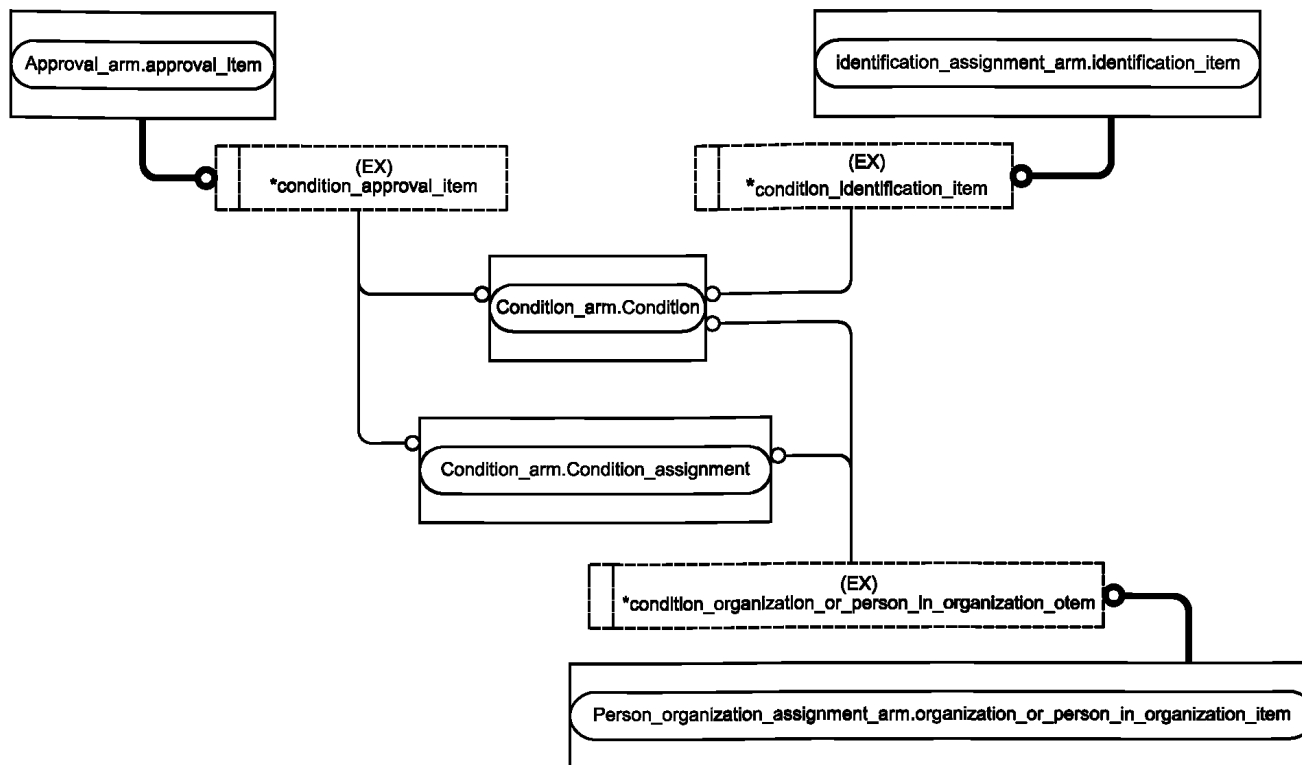 Approval_arm.approval_item
identification_assignment_arm.identification_item
(EX)
*condition_approval_item
(EX)
*condition_identification_item
Condition_arm.Condition
Condition_arm.Condition_assignment
(EX)
*condition_organization_or_person_in_organization_otem
Person_organization_assignment_arm.organization_or_person_in_organization_item